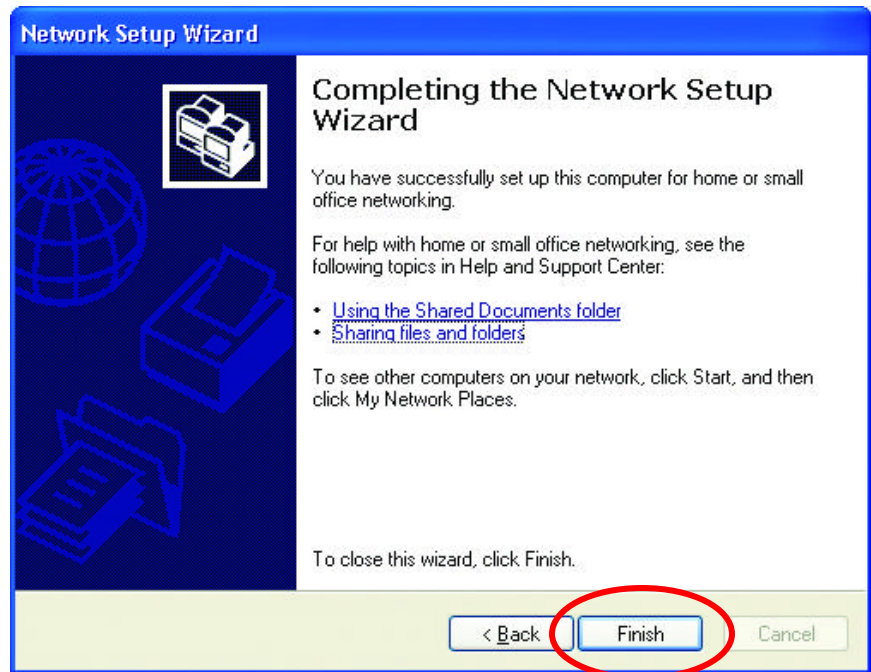 Network Setup Wizard
Completing the Network Setup
Wizard
You have successfully set up this computer for home or small
office networking.
For help with home or small office networking, see the
following topics in Help and Support Center:
• Using the Shared Documents folder
• Sharing files and folders
To see other computers on your network, click Start, and then
click My Network Places.
To close this wizard, click Finish.
< Back Finish Cancel